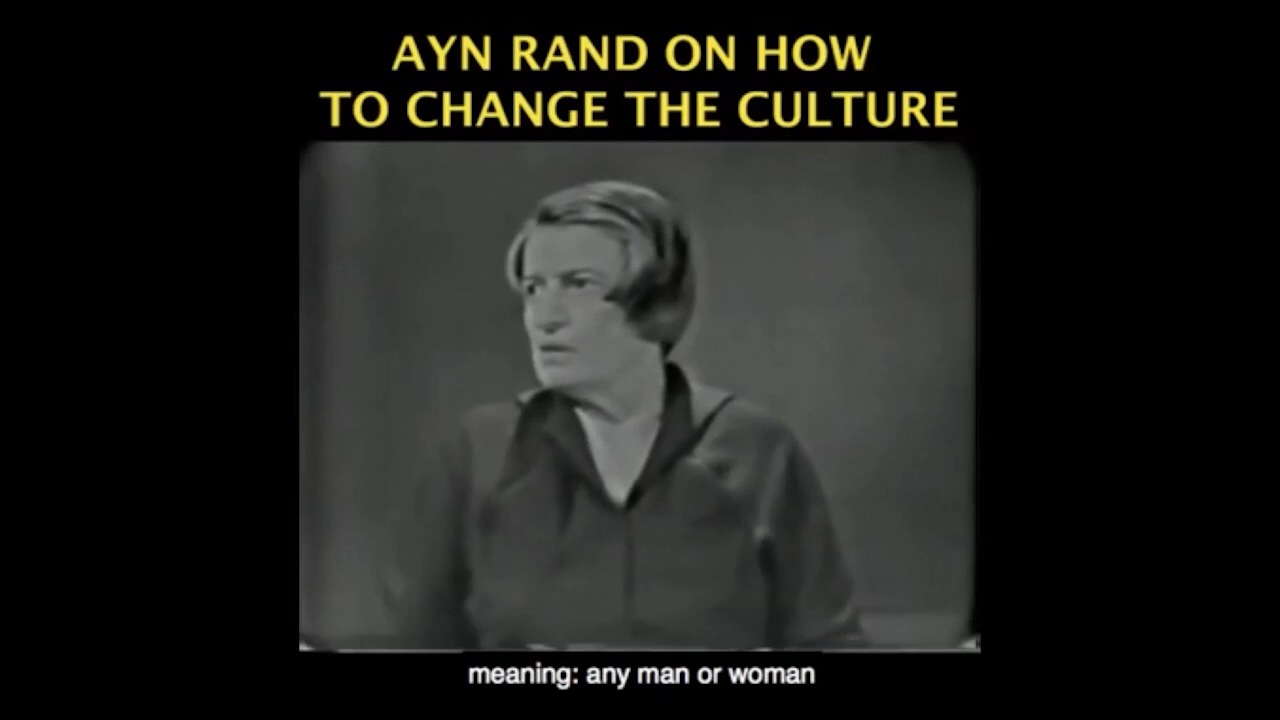 AYN RAND ON HOW
TO CHANGE THE CULTURE
meaning: any man or woman